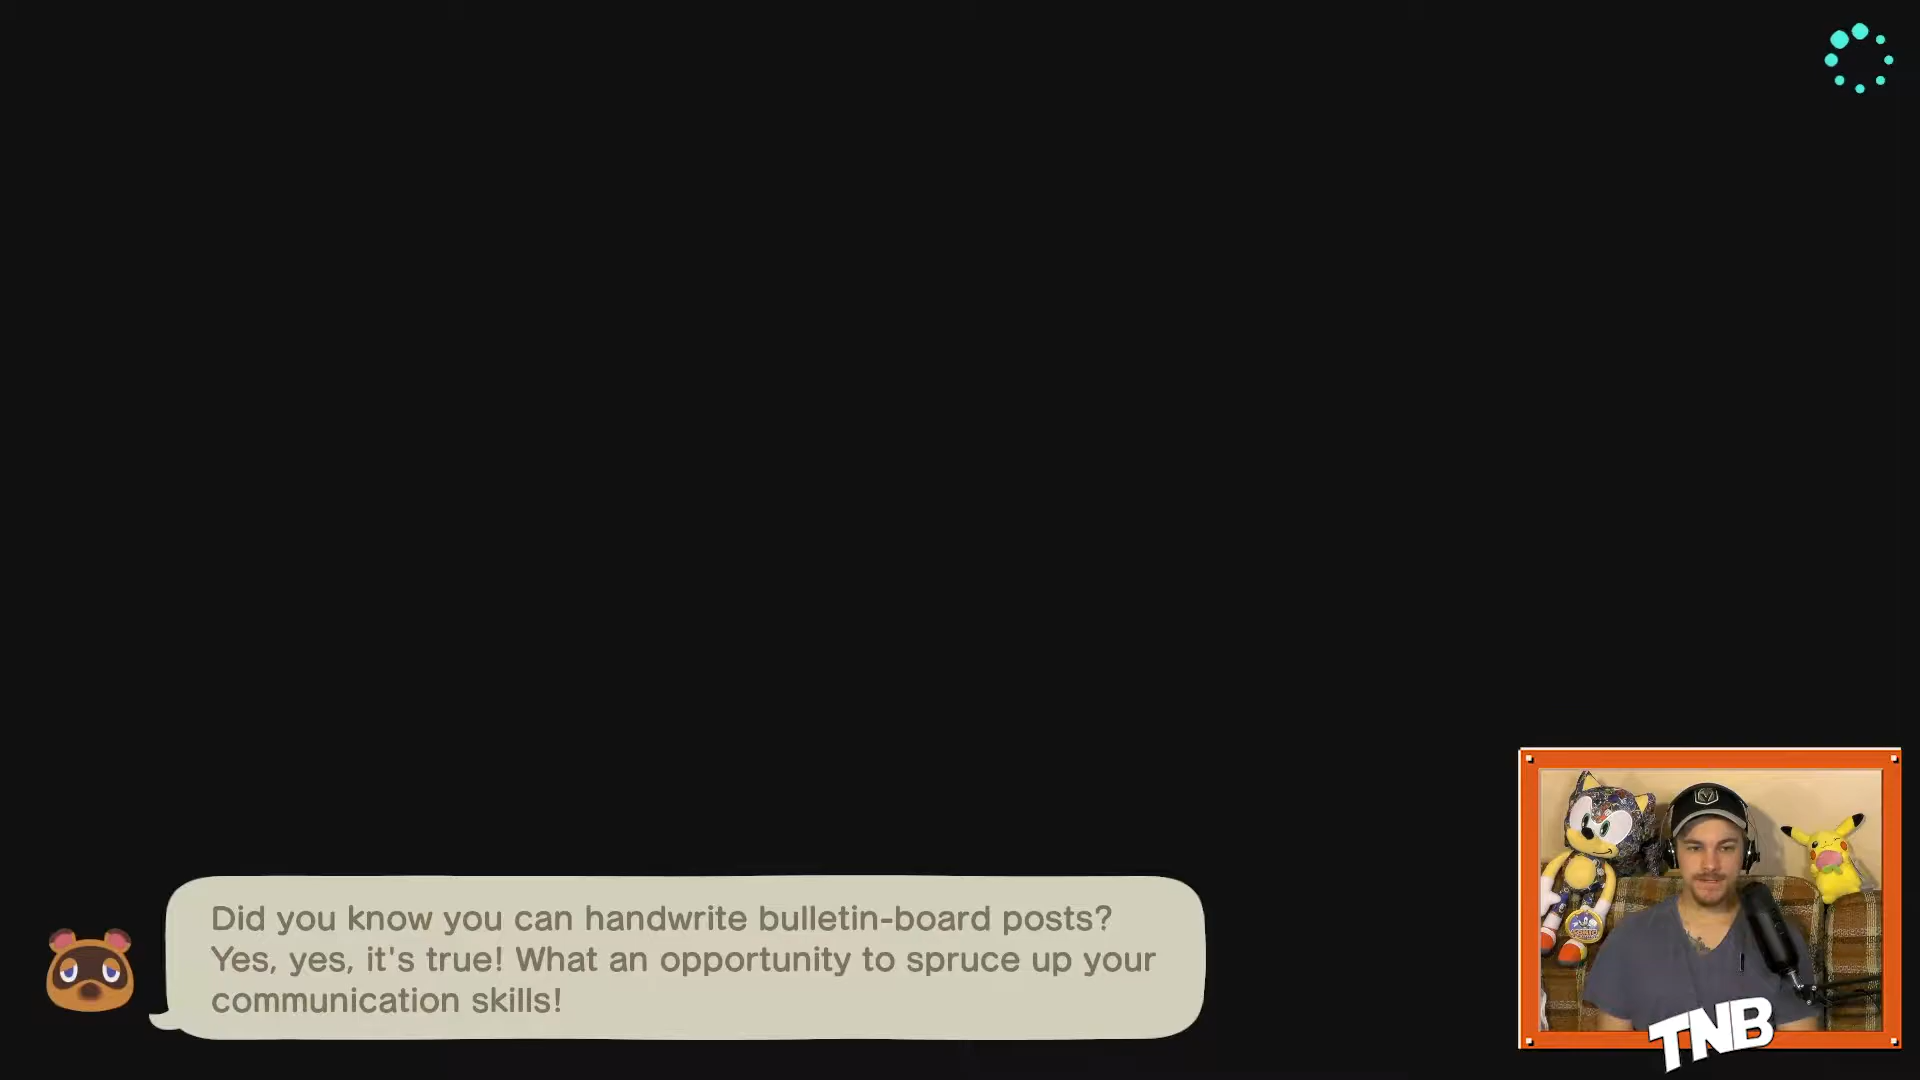 Did you know you can handwrite bulletin-board posts?
Yes, yes, it's true! What an opportunity to spruce up your
communication skills!
TNB